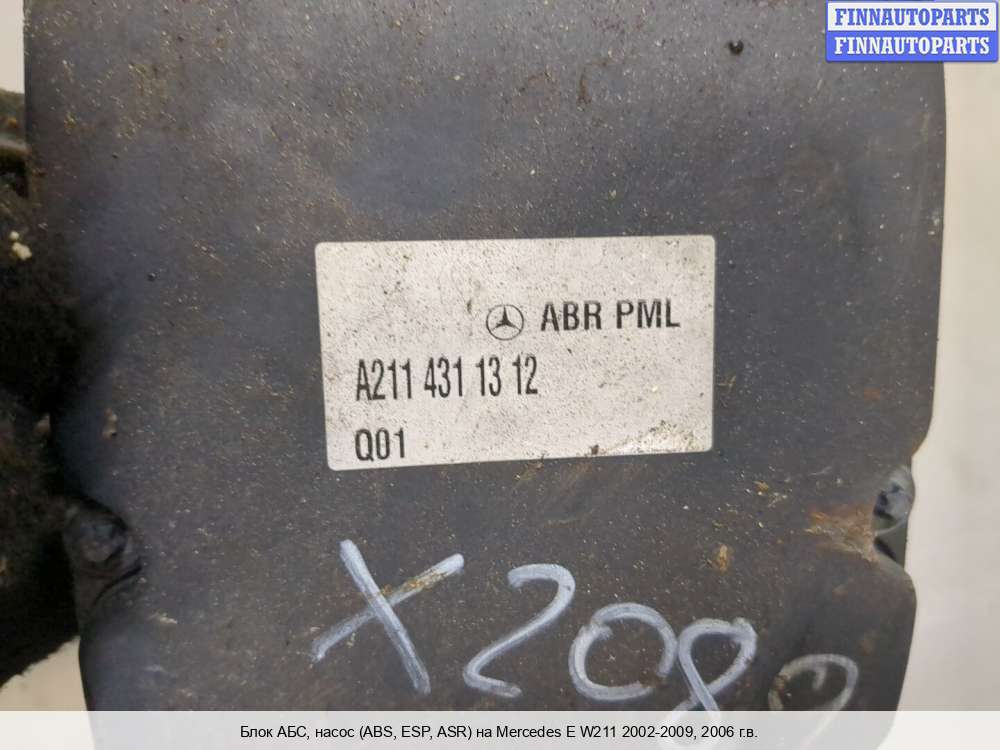 FINNAUTOPARTS
FINNAUTOPARTS
ABR PML
A211 431 13 12
Q01
Блок АБС, насос (ABS, ESP, ASR) на Mercedes E W211 2002-2009, 2006 г.в.